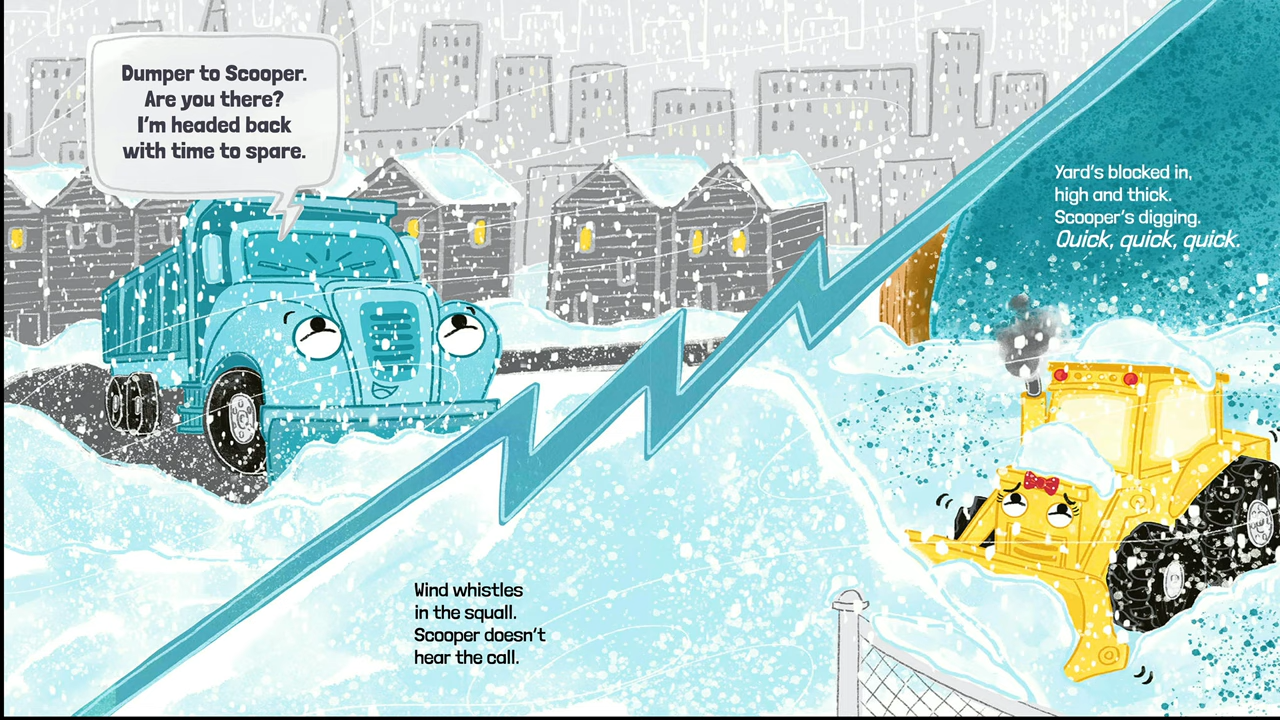 Dumper to Scooper.
Are you there?
I'm headed back
with time to spare.
Wind whistles
in the squall.
Scooper doesn't
hear the call.
Yard's blocked in,
high and thick.
Scooper's digging.
Quick, quick, quick.